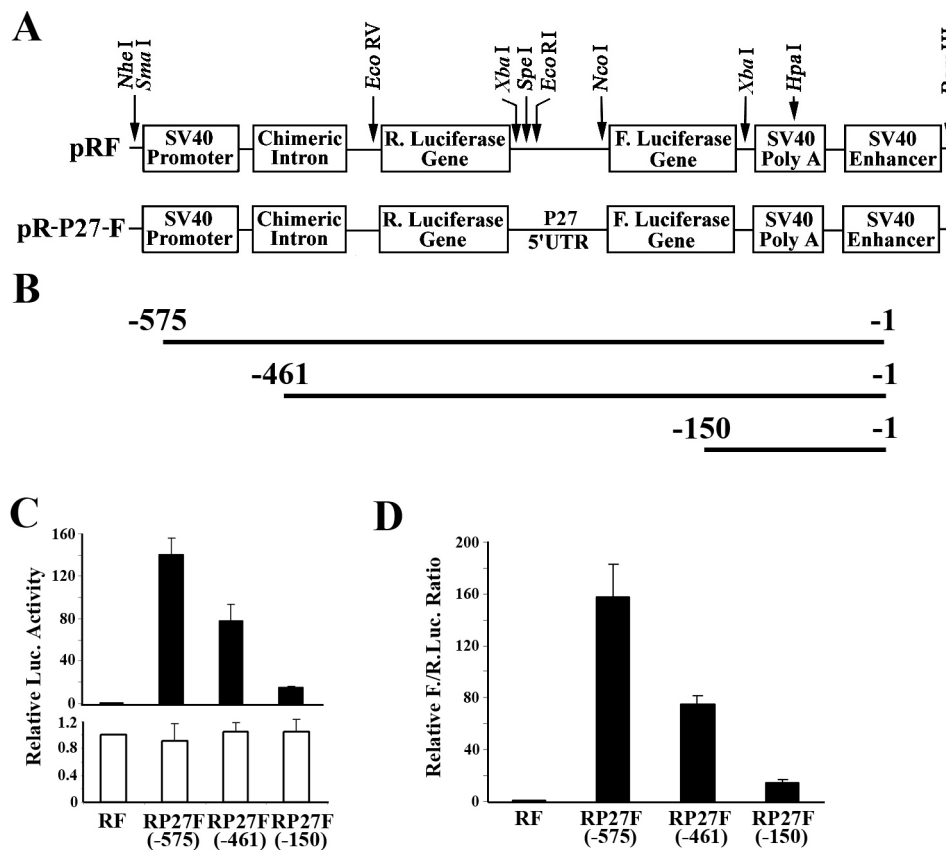 A
Nhe I
Sma I
Eco RV
Xba I
Spe I
Eco RI
Nco I
Xba I
Hpa I
pRF
SV40 Promoter
Chimeric Intron
R. Luciferase Gene
F. Luciferase Gene
SV40 Poly A
SV40 Enhancer
pR-P27-F
SV40 Promoter
Chimeric Intron
R. Luciferase Gene
P27 5'UTR
F. Luciferase Gene
SV40 Poly A
SV40 Enhancer
B
-575 -1
-461 -1
-150 -1
C
Relative Luc. Activity
160
120
80
40
0
1.2
0.8
0.4
0
RF RP27F RP27F RP27F
(-575) (-461) (-150)
D
Relative F./R.Luc. Ratio
200
160
120
80
40
0
RF RP27F RP27F RP27F
(-575) (-461) (-150)